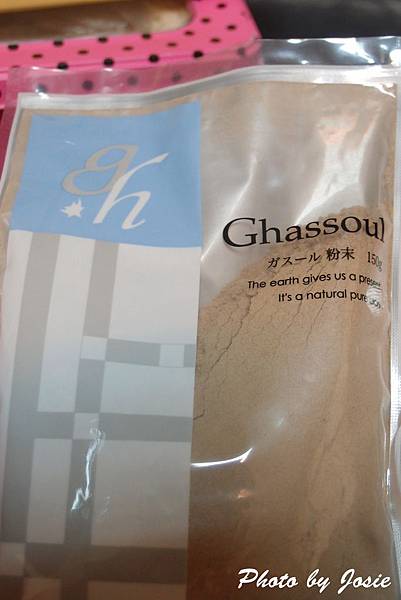 gh
Ghassoul
ガスール 粉末 150g
The earth gives us a present
It's a natural pure
Photo by Josie